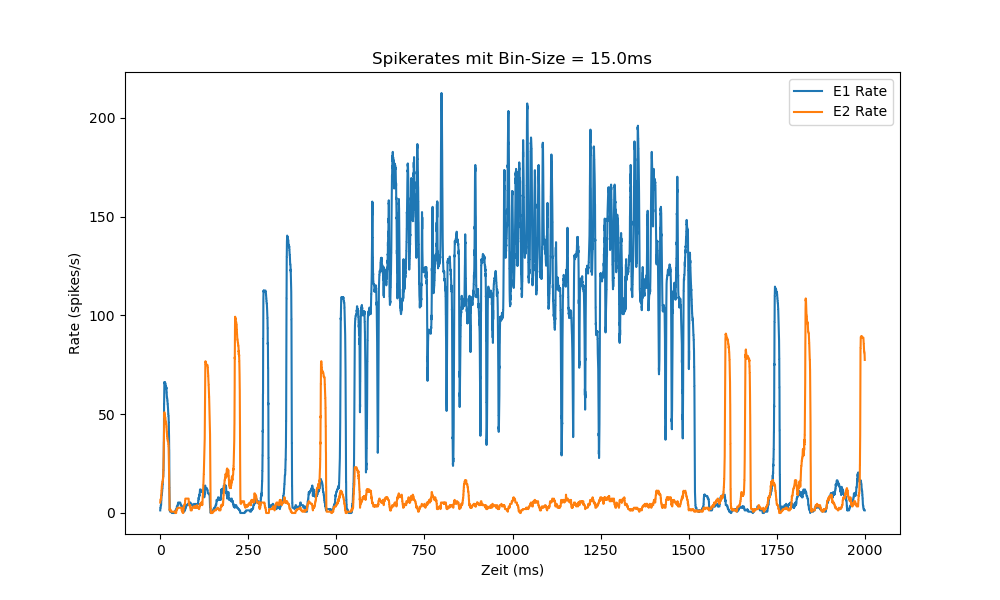 Spikerates mit Bin-Size = 15.0ms
E1 Rate
E2 Rate
200
150
100
50
0
Rate (spikes/s)
0 250 500 750 1000 1250 1500 1750 2000
Zeit (ms)